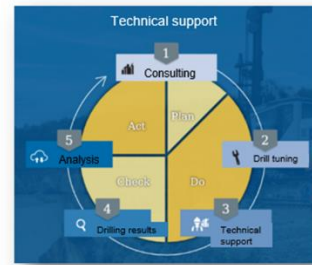 Technical support
1
Consulting
Plan
Act
5
Analysis
2
Drill tuning
Check
Do
4
Drilling results
3
Technical
support